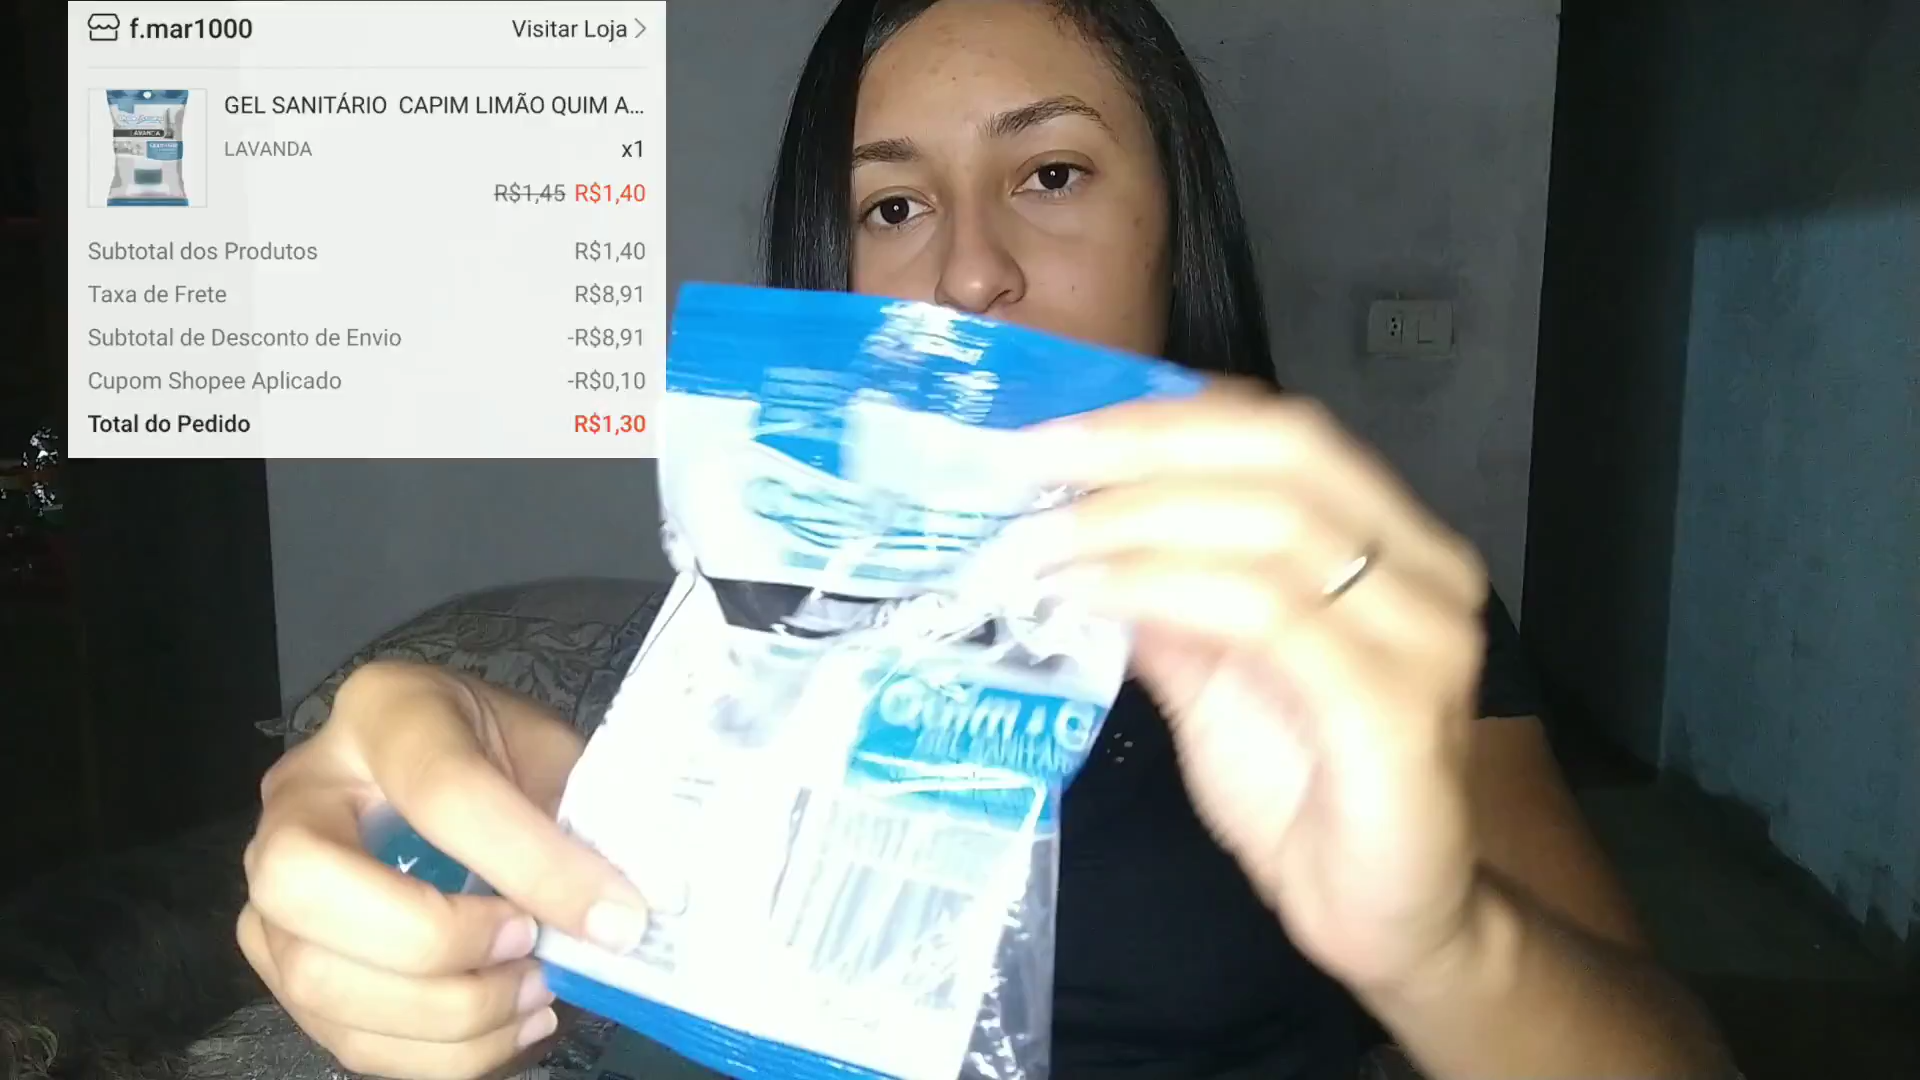 f.mar1000
Visitar Loja
GEL SANITÁRIO CAPIM LIMÃO QUIM A...
LAVANDA
x1
R$1,45 R$1,40
Subtotal dos Produtos R$1,40
Taxa de Frete R$8,91
Subtotal de Desconto de Envio -R$8,91
Cupom Shopee Aplicado -R$0,10
Total do Pedido R$1,30